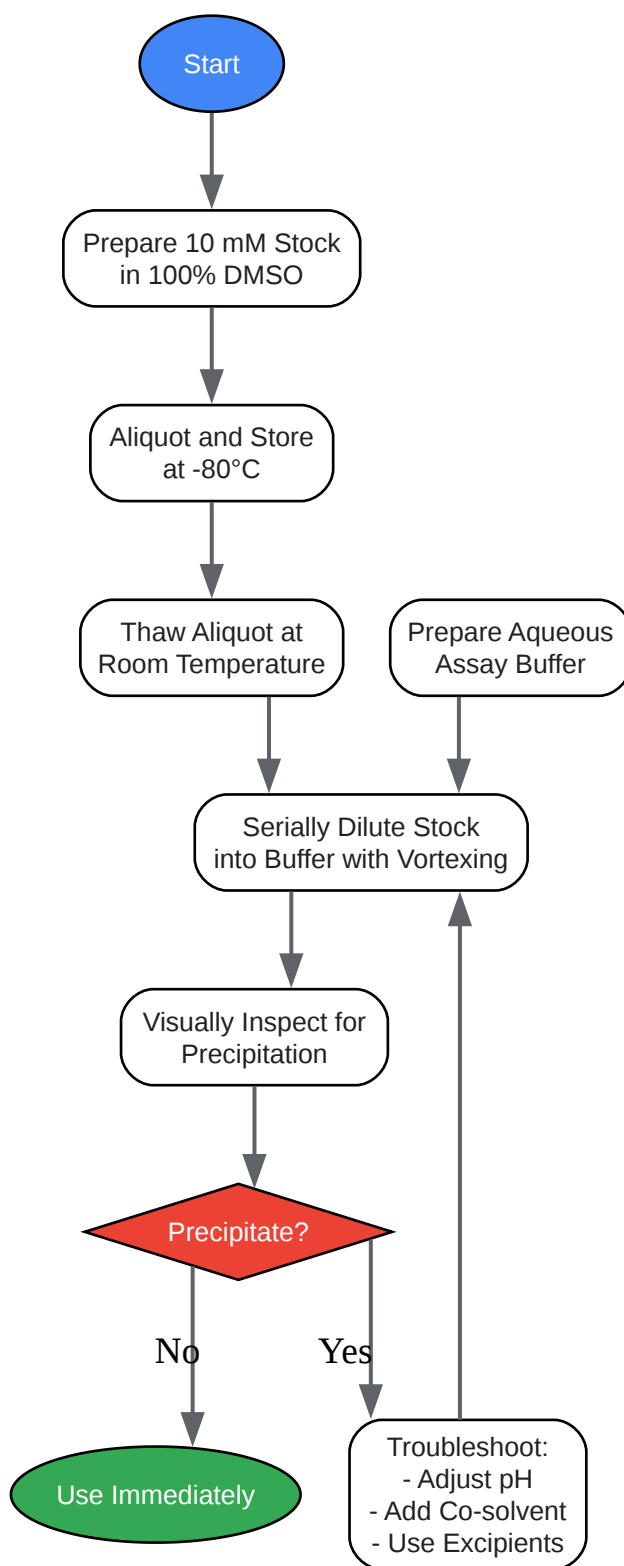 Start
Prepare 10 mM Stock
in 100% DMSO
Aliquot and Store
at -80°C
Thaw Aliquot at
Room Temperature
Prepare Aqueous
Assay Buffer
Serially Dilute Stock
into Buffer with Vortexing
Visually Inspect for
Precipitation
Precipitate?
No
Yes
Use Immediately
Troubleshoot:
- Adjust pH
- Add Co-solvent
- Use Excipients